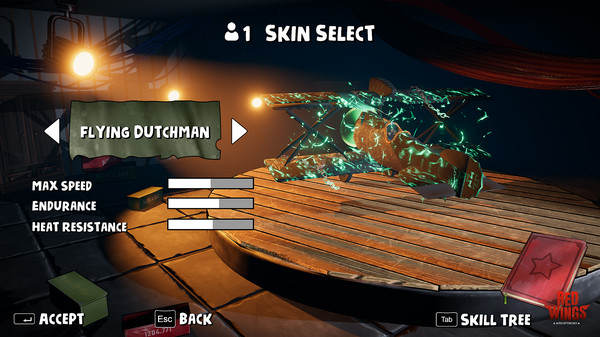 1 SKIN SELECT
FLYING DUTCHMAN
MAX SPEED
ENDURANCE
HEAT RESISTANCE
ACCEPT
Esc BACK
Tab SKILL TREE
RED
WINGS